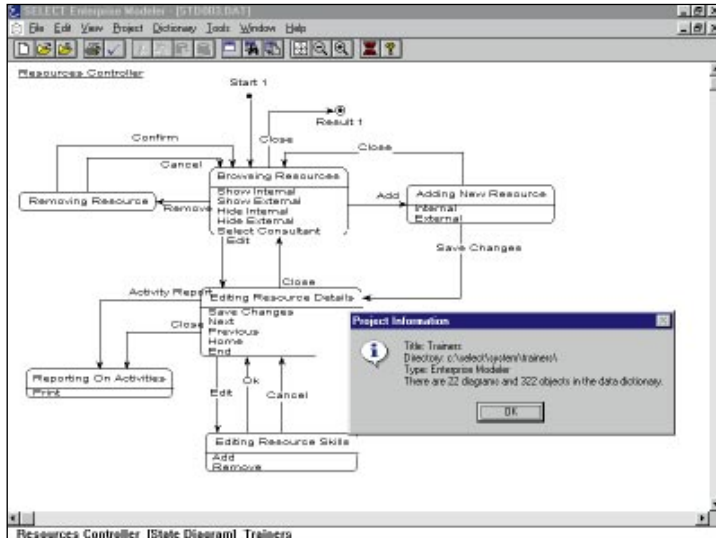 SELECT Enterprise Modeler - [STD003.DAT]
File Edit View Project Dictionary Tools Window Help
Resources Controller
Start 1
Result 1
Confirm
Close
Close
Cancel
Browsing Resources
Show Internal
Show External
Hide Internal
Hide External
Select Consultant
Removing Resource
Remove
Add
Adding New Resource
Internal
External
Edit
Save Changes
Close
Activity Report
Editing Resource Details
Save Changes
Next
Previous
Home
End
Close
Project Information
Title: Trainers
Directory: c:\select\system\trainers\
Type: Enterprise Modeler
There are 22 diagrams and 322 objects in the data dictionary.
OK
Reporting On Activities
Print
Edit
Ok
Cancel
Editing Resource Skills
Add
Remove
Resources Controller [State Diagram] Trainers